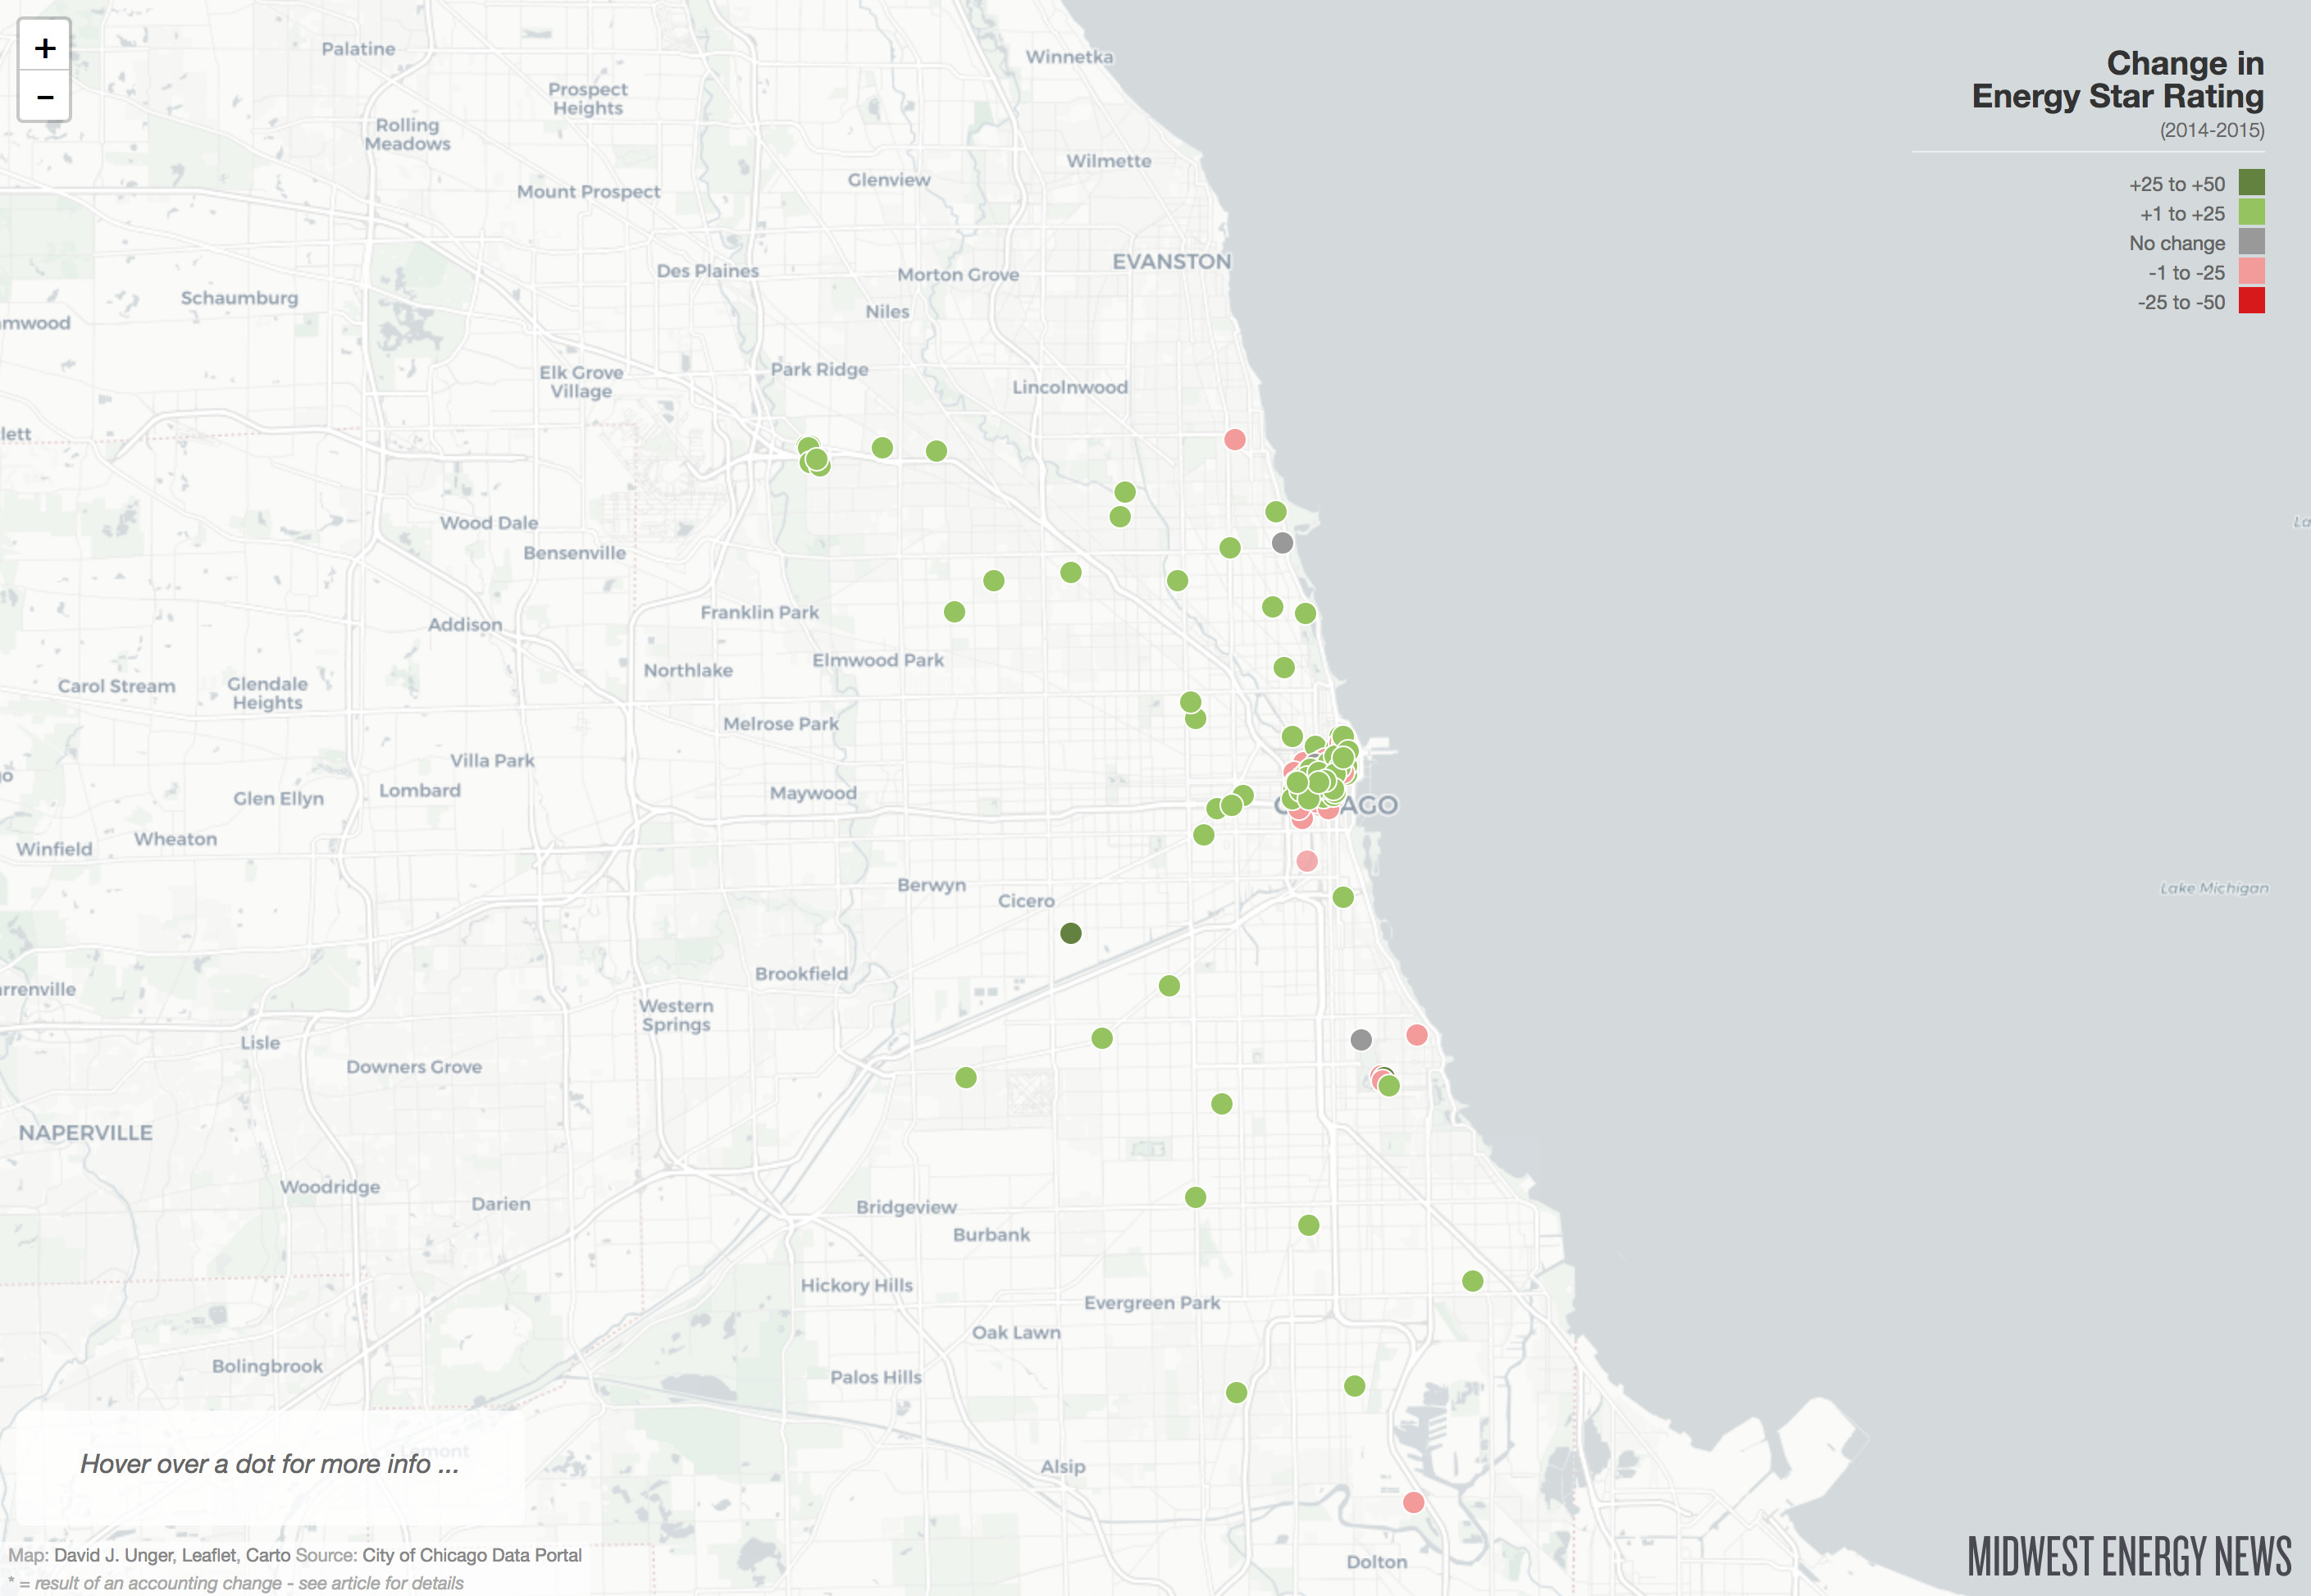 +
−
Change in
Energy Star Rating
(2014-2015)
+25 to +50
+1 to +25
No change
-1 to -25
-25 to -50
Palatine
Winnetka
Prospect
Heights
Rolling
Meadows
Wilmette
Glenview
Mount Prospect
EVANSTON
Des Plaines
Morton Grove
Schaumburg
Niles
mwood
Park Ridge
Elk Grove
Village
Lincolnwood
lett
Wood Dale
La
Bensenville
Franklin Park
Addison
Elmwood Park
Northlake
Carol Stream
Glendale
Heights
Melrose Park
Villa Park
go
Lombard
Maywood
Glen Ellyn
C AGO
Wheaton
Winfield
Berwyn
Lake Michigan
Cicero
Brookfield
rrenville
Western
Springs
Lisle
Downers Grove
NAPERVILLE
Woodridge
Darien
Bridgeview
Burbank
Hickory Hills
Evergreen Park
Oak Lawn
Bolingbrook
Palos Hills
Lemont
Hover over a dot for more info ...
Alsip
Map: David J. Unger, Leaflet, Carto Source: City of Chicago Data Portal
Dolton
MIDWEST ENERGY NEWS
* = result of an accounting change - see article for details